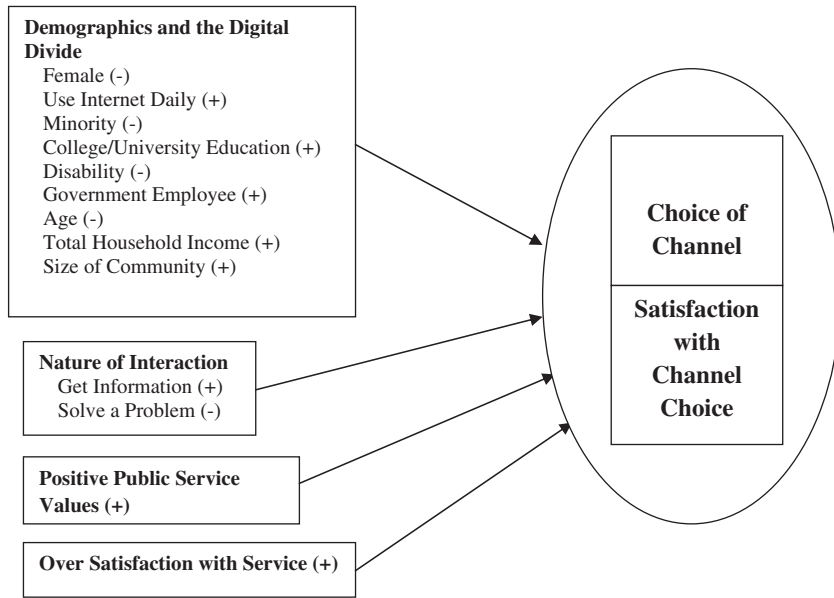 Demographics and the Digital
Divide
Female (-)
Use Internet Daily (+)
Minority (-)
College/University Education (+)
Disability (-)
Government Employee (+)
Age (-)
Total Household Income (+)
Size of Community (+)
Nature of Interaction
Get Information (+)
Solve a Problem (-)
Positive Public Service
Values (+)
Over Satisfaction with Service (+)
Choice of
Channel
Satisfaction
with
Channel
Choice